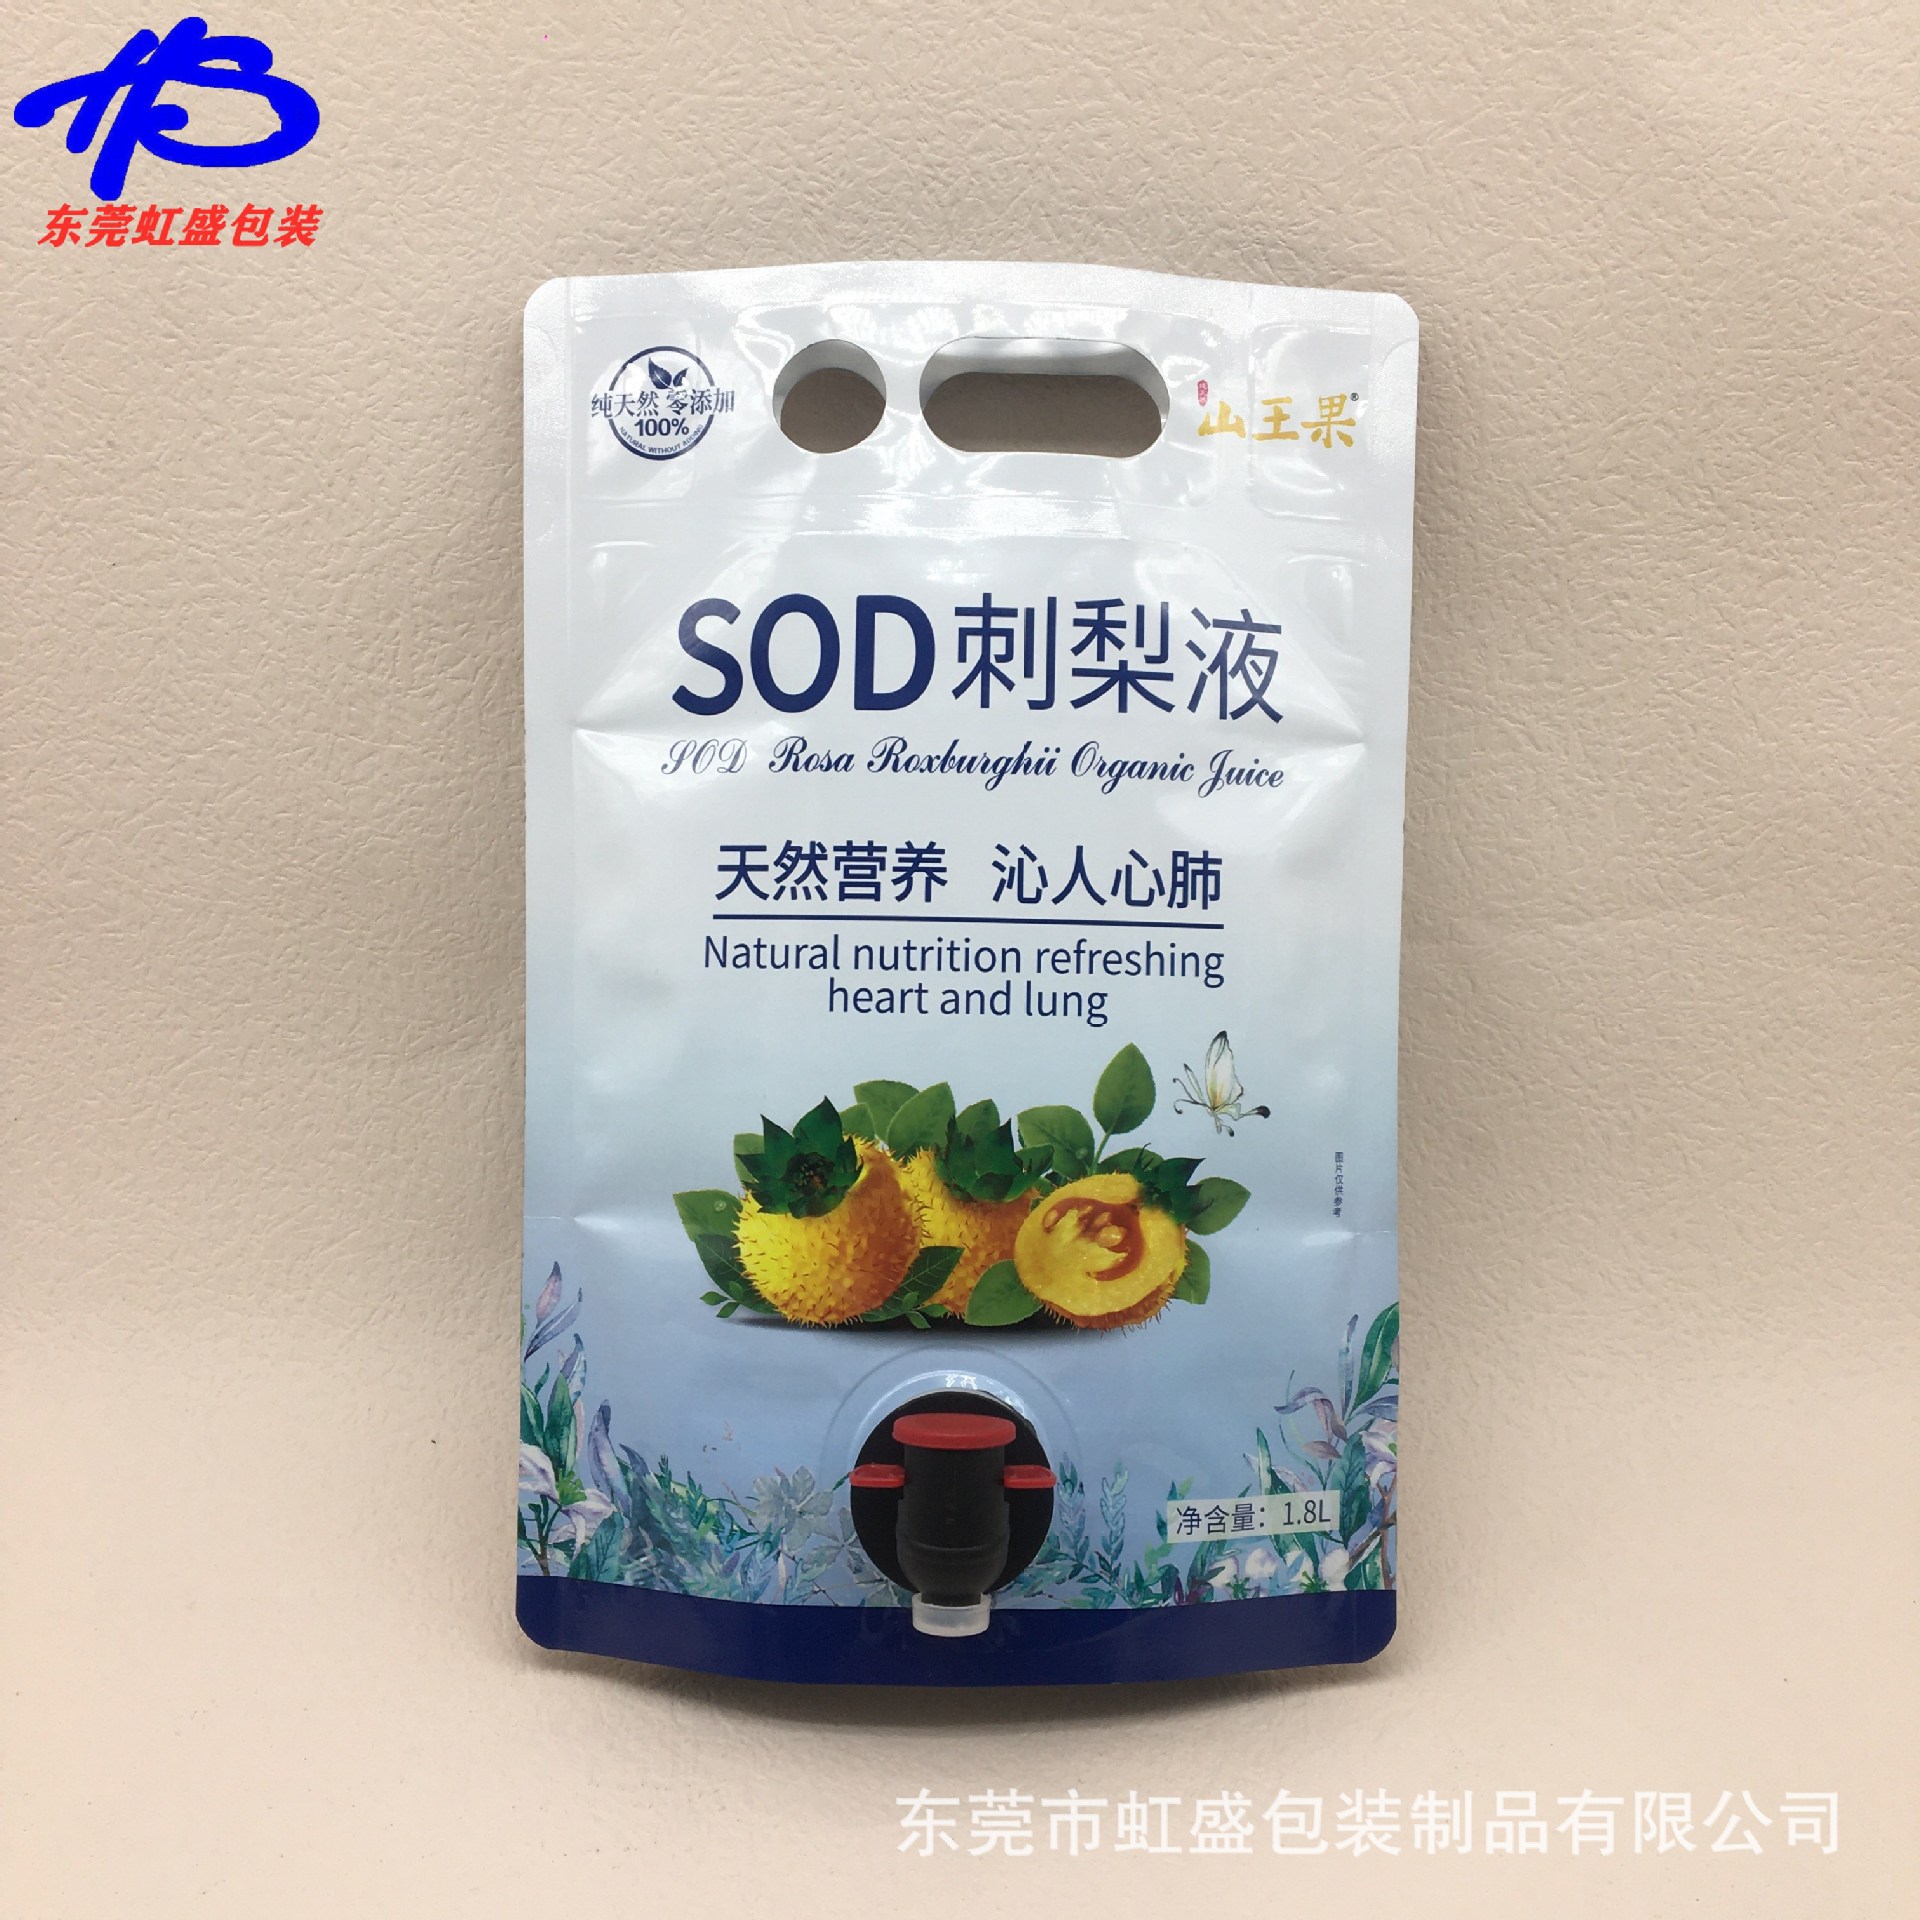 东莞虹盛包装
纯天然 零添加
100%
NATURAL WITHOUT ADDING
山王果®
SOD刺梨液
SOD Rosa Roxburghii Organic Juice
天然营养 沁人心肺
Natural nutrition refreshing
heart and lung
图片仅供参考
净含量：1.8L
东莞市虹盛包装制品有限公司